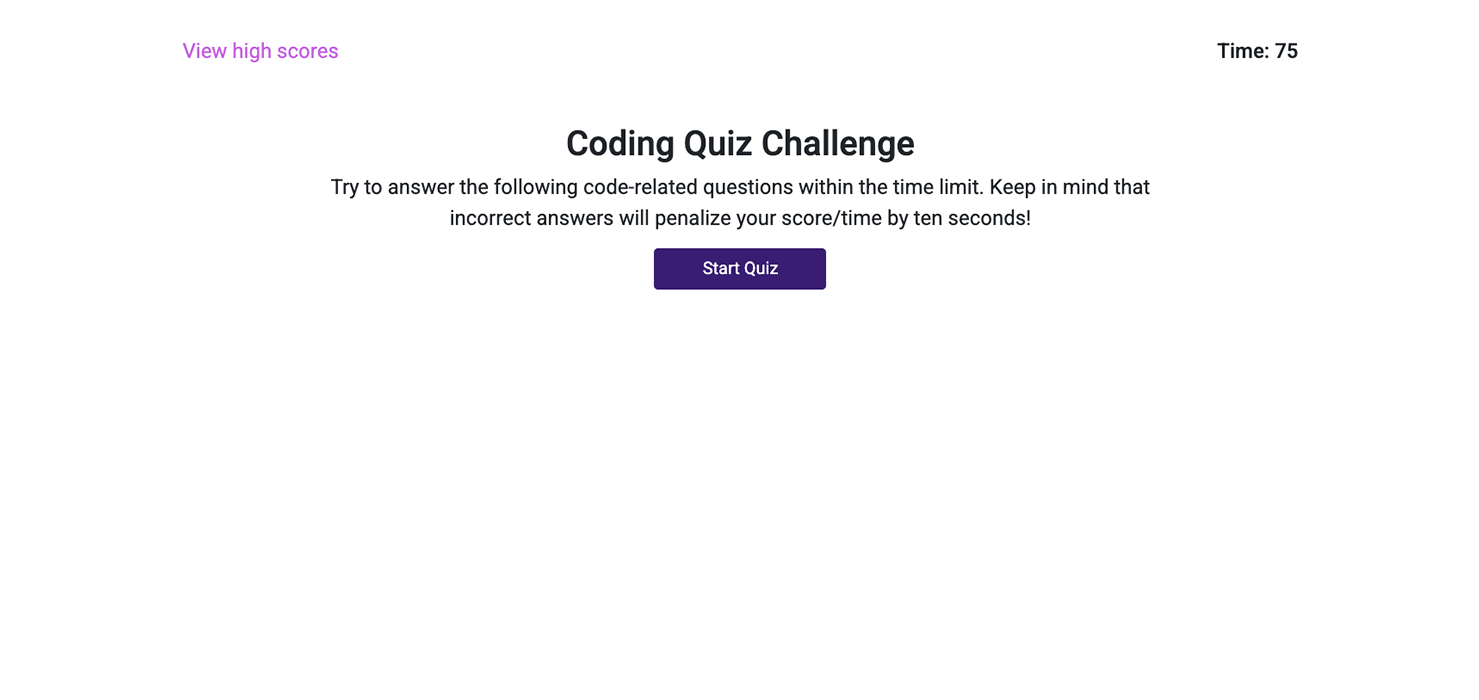 View high scores
Time: 75
Coding Quiz Challenge
Try to answer the following code-related questions within the time limit. Keep in mind that
incorrect answers will penalize your score/time by ten seconds!
Start Quiz